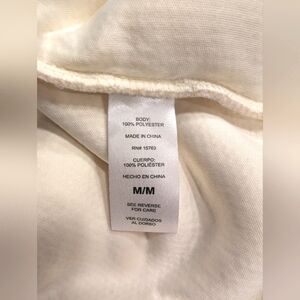 BODY:
100% POLYESTER
MADE IN CHINA
RN# 15763
CUERPO:
100% POLIÉSTER
HECHO EN CHINA
M/M
SEE REVERSE
FOR CARE
VER CUIDADOS
AL DORSO